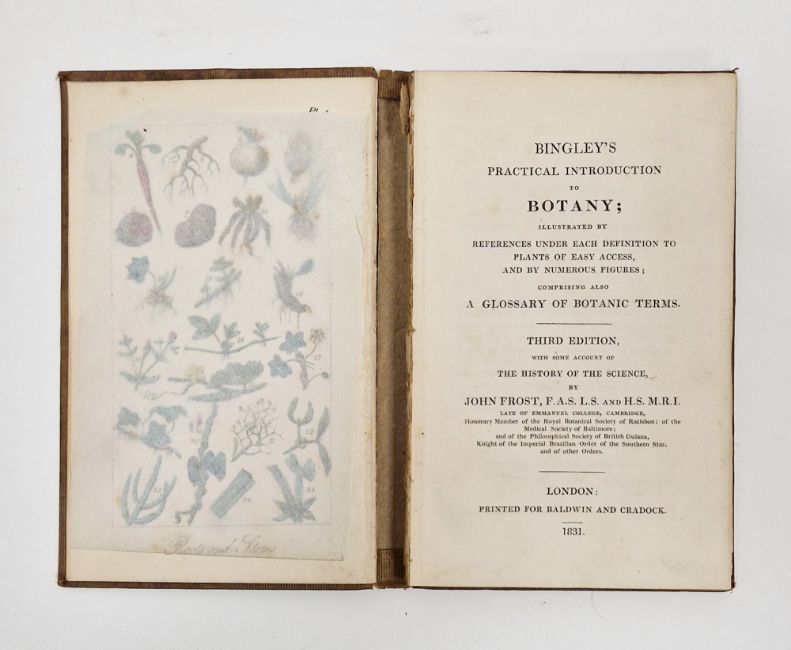 Roots and Stems
BINGLEY'S
PRACTICAL INTRODUCTION
TO
BOTANY;
ILLUSTRATED BY
REFERENCES UNDER EACH DEFINITION TO
PLANTS OF EASY ACCESS,
AND BY NUMEROUS FIGURES;
COMPRISING ALSO
A GLOSSARY OF BOTANIC TERMS.
THIRD EDITION,
WITH SOME ACCOUNT OF
THE HISTORY OF THE SCIENCE,
BY
JOHN FROST, F.A.S. L.S. AND H.S. M.R.I.
LATE OF EMMANUEL COLLEGE, CAMBRIDGE,
Honorary Member of the Royal Botanical Society of Ratisbon; of the
Medical Society of Baltimore;
and of the Philosophical Society of British Guiana,
Knight of the Imperial Brazilian Order of the Southern Star,
and of other Orders.
LONDON:
PRINTED FOR BALDWIN AND CRADOCK.
1831.